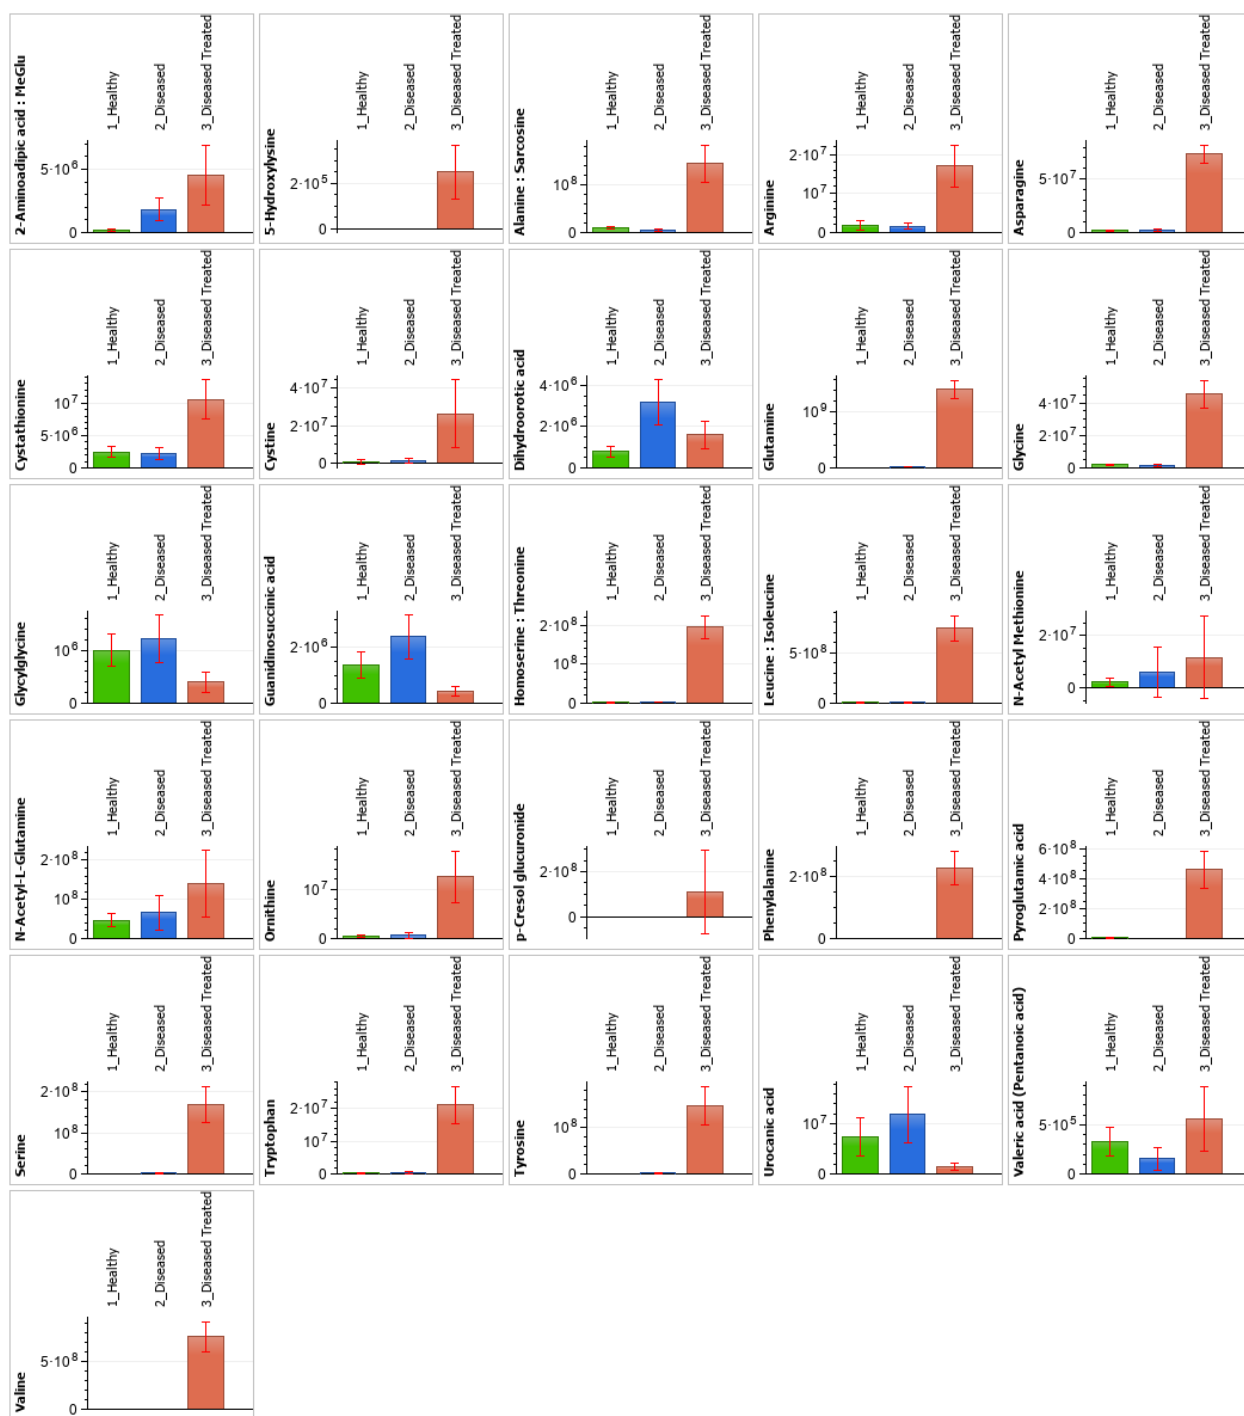 2-Aminoadipic acid : MeGlu
1_Healthy
2_Diseased
3_Diseased Treated
5·10⁶
0
5-Hydroxylysine
1_Healthy
2_Diseased
3_Diseased Treated
2·10⁵
0
Alanine : Sarcosine
1_Healthy
2_Diseased
3_Diseased Treated
10⁸
0
Arginine
1_Healthy
2_Diseased
3_Diseased Treated
2·10⁷
10⁷
0
Asparagine
1_Healthy
2_Diseased
3_Diseased Treated
5·10⁷
0
Cystathionine
1_Healthy
2_Diseased
3_Diseased Treated
10⁷
5·10⁶
0
Cystine
1_Healthy
2_Diseased
3_Diseased Treated
4·10⁷
2·10⁷
0
Dihydroorotic acid
1_Healthy
2_Diseased
3_Diseased Treated
4·10⁶
2·10⁶
0
Glutamine
1_Healthy
2_Diseased
3_Diseased Treated
10⁹
0
Glycine
1_Healthy
2_Diseased
3_Diseased Treated
4·10⁷
2·10⁷
0
Glycylglycine
1_Healthy
2_Diseased
3_Diseased Treated
10⁶
0
Guanidinosuccinic acid
1_Healthy
2_Diseased
3_Diseased Treated
2·10⁶
0
Homoserine : Threonine
1_Healthy
2_Diseased
3_Diseased Treated
2·10⁸
10⁸
0
Leucine : Isoleucine
1_Healthy
2_Diseased
3_Diseased Treated
5·10⁸
0
N-Acetyl Methionine
1_Healthy
2_Diseased
3_Diseased Treated
2·10⁷
0
N-Acetyl-L-Glutamine
1_Healthy
2_Diseased
3_Diseased Treated
2·10⁸
10⁸
0
Ornithine
1_Healthy
2_Diseased
3_Diseased Treated
10⁷
0
p-Cresol glucuronide
1_Healthy
2_Diseased
3_Diseased Treated
2·10⁸
0
Phenylalanine
1_Healthy
2_Diseased
3_Diseased Treated
2·10⁸
0
Pyroglutamic acid
1_Healthy
2_Diseased
3_Diseased Treated
6·10⁸
4·10⁸
2·10⁸
0
Serine
1_Healthy
2_Diseased
3_Diseased Treated
2·10⁸
10⁸
0
Tryptophan
1_Healthy
2_Diseased
3_Diseased Treated
2·10⁷
10⁷
0
Tyrosine
1_Healthy
2_Diseased
3_Diseased Treated
10⁸
0
Urocanic acid
1_Healthy
2_Diseased
3_Diseased Treated
10⁷
0
Valeric acid (Pentanoic acid)
1_Healthy
2_Diseased
3_Diseased Treated
5·10⁵
0
Valine
1_Healthy
2_Diseased
3_Diseased Treated
5·10⁸
0